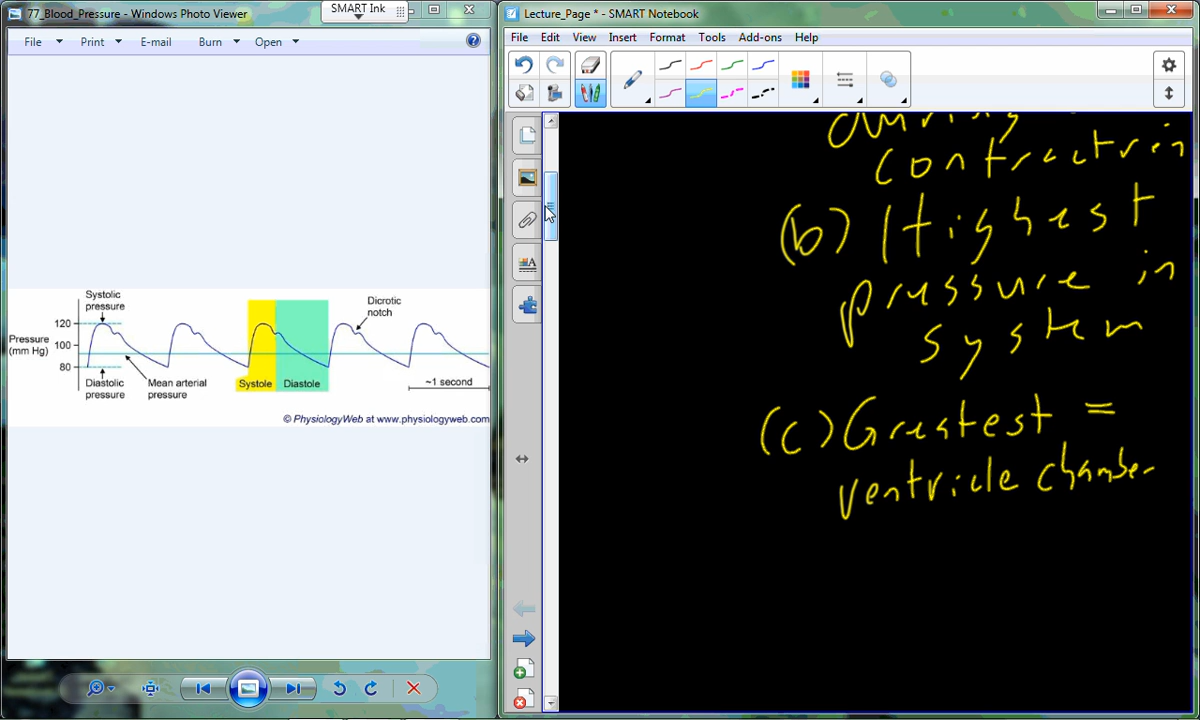 77_Blood_Pressure - Windows Photo Viewer
SMART Ink
File Print E-mail Burn Open
Systolic
pressure
Dicrotic
notch
Pressure
(mm Hg)
120
100
80
Diastolic
pressure
Mean arterial
pressure
Systole
Diastole
~1 second
© PhysiologyWeb at www.physiologyweb.com
Lecture_Page * - SMART Notebook
File Edit View Insert Format Tools Add-ons Help
during
contraction
(b) Highest
pressure in
system
(c) Greatest =
ventricle chamber